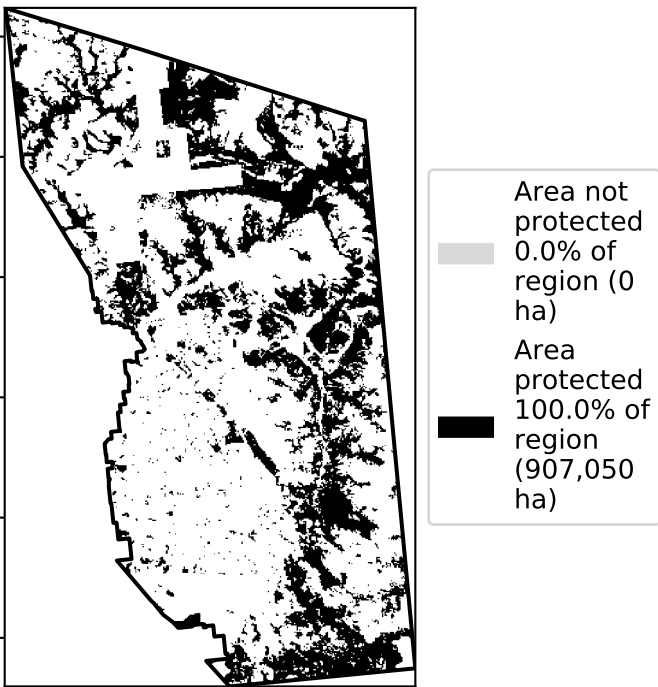 Area not
protected
0.0% of
region (0
ha)
Area
protected
100.0% of
region
(907,050
ha)